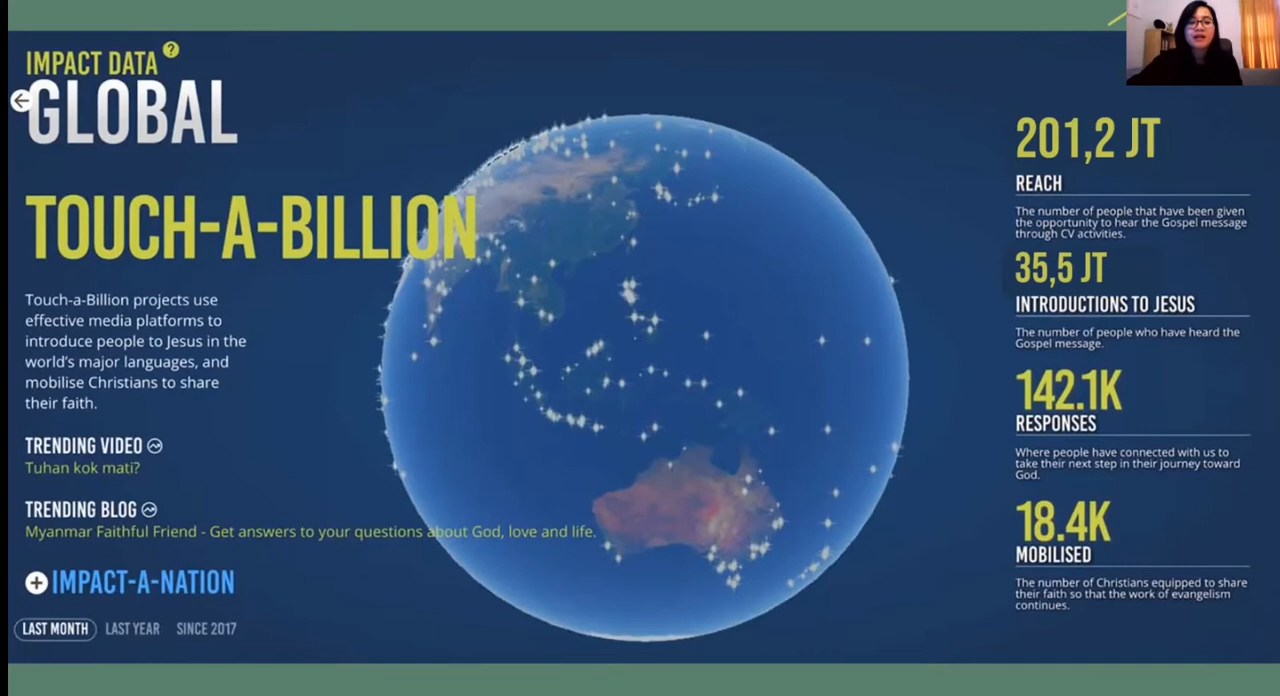 IMPACT DATA ?
GLOBAL
TOUCH-A-BILLION
Touch-a-Billion projects use
effective media platforms to
introduce people to Jesus in the
world's major languages, and
mobilise Christians to share
their faith.
TRENDING VIDEO
Tuhan kok mati?
TRENDING BLOG
Myanmar Faithful Friend - Get answers to your questions about God, love and life.
IMPACT-A-NATION
LAST MONTH LAST YEAR SINCE 2017
201,2 JT
REACH
The number of people that have been given
the opportunity to hear the Gospel message
through CV activities.
35,5 JT
INTRODUCTIONS TO JESUS
The number of people who have heard the
Gospel message.
142.1K
RESPONSES
Where people have connected with us to
take their next step in their journey toward
God.
18.4K
MOBILISED
The number of Christians equipped to share
their faith so that the work of evangelism
continues.